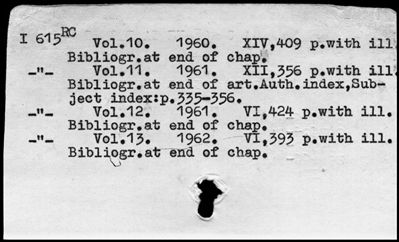 I 615RC
Vol.10. 1960. XIV,409 p.with ill.
Bibliogr.at end of chap.
-"- Vol.11. 1961. XII,356 p.with ill.
Bibliogr.at end of art.Auth.index,Sub-
ject index:p.335-356.
-"- Vol.12. 1961. VI,424 p.with ill.
Bibliogr.at end of chap.
-"- Vol.13. 1962. VI,393 p.with ill.
Bibliogr.at end of chap.